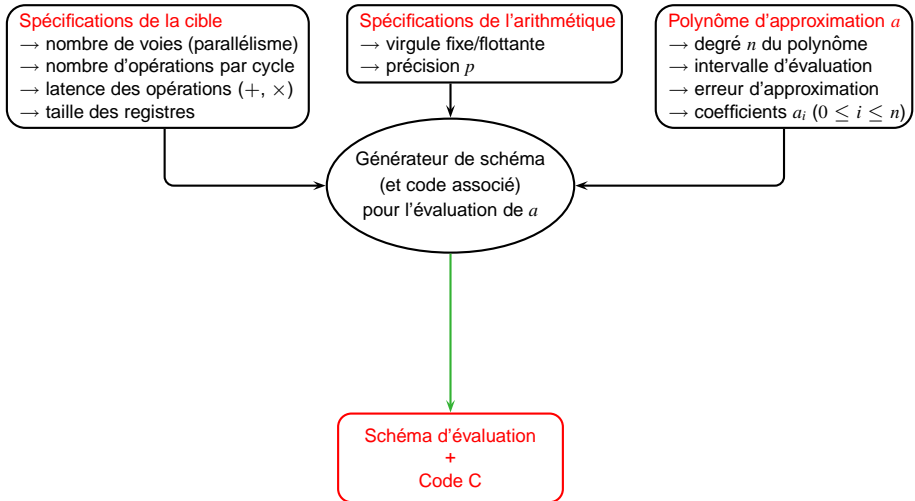 Spécifications de la cible
→ nombre de voies (parallélisme)
→ nombre d'opérations par cycle
→ latence des opérations (+, ×)
→ taille des registres
Spécifications de l'arithmétique
→ virgule fixe/flottante
→ précision p
Polynôme d'approximation a
→ degré n du polynôme
→ intervalle d'évaluation
→ erreur d'approximation
→ coefficients aᵢ (0 ≤ i ≤ n)
Générateur de schéma
(et code associé)
pour l'évaluation de a
Schéma d'évaluation
+
Code C